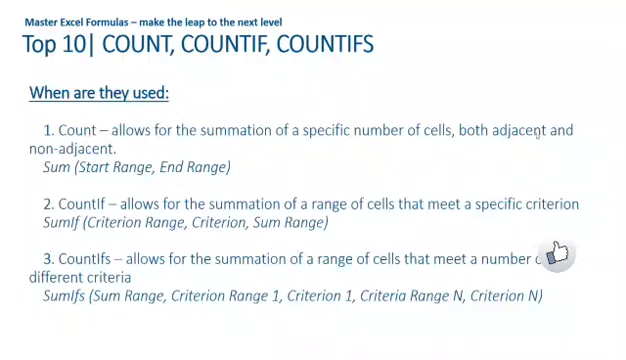 Master Excel Formulas – make the leap to the next level
Top 10| COUNT, COUNTIF, COUNTIFS
When are they used:
1. Count – allows for the summation of a specific number of cells, both adjacent and
non-adjacent.
Sum (Start Range, End Range)
2. CountIf – allows for the summation of a range of cells that meet a specific criterion
SumIf (Criterion Range, Criterion, Sum Range)
3. CountIfs – allows for the summation of a range of cells that meet a number
different criteria
SumIfs (Sum Range, Criterion Range 1, Criterion 1, Criteria Range N, Criterion N)